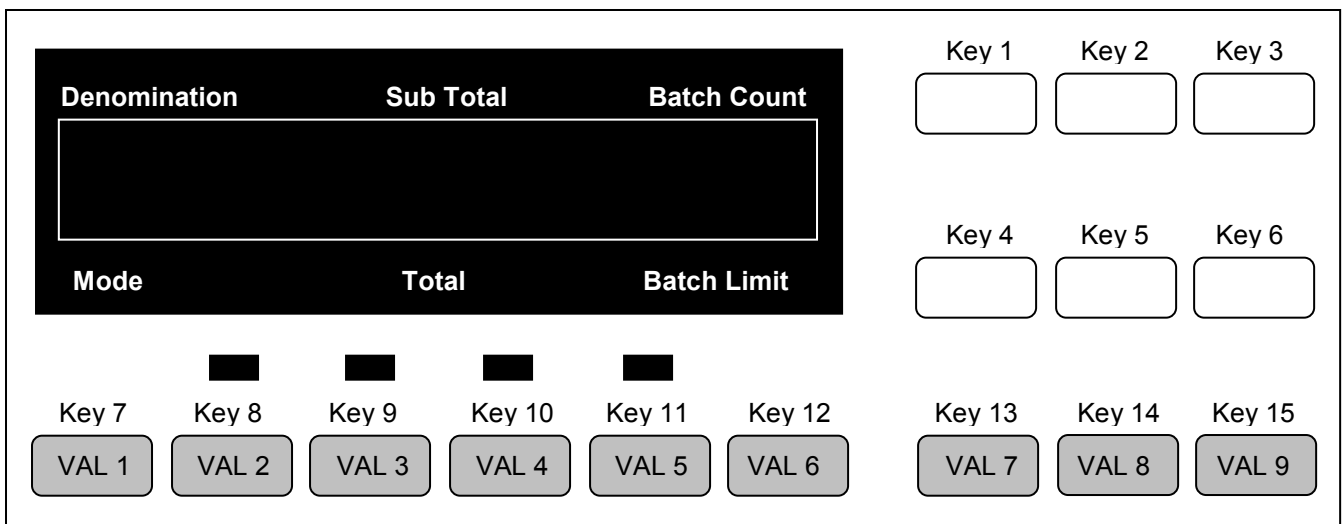 Key 1 Key 2 Key 3
Denomination Sub Total Batch Count
Key 4 Key 5 Key 6
Mode Total Batch Limit
Key 7 Key 8 Key 9 Key 10 Key 11 Key 12 Key 13 Key 14 Key 15
VAL 1 VAL 2 VAL 3 VAL 4 VAL 5 VAL 6 VAL 7 VAL 8 VAL 9